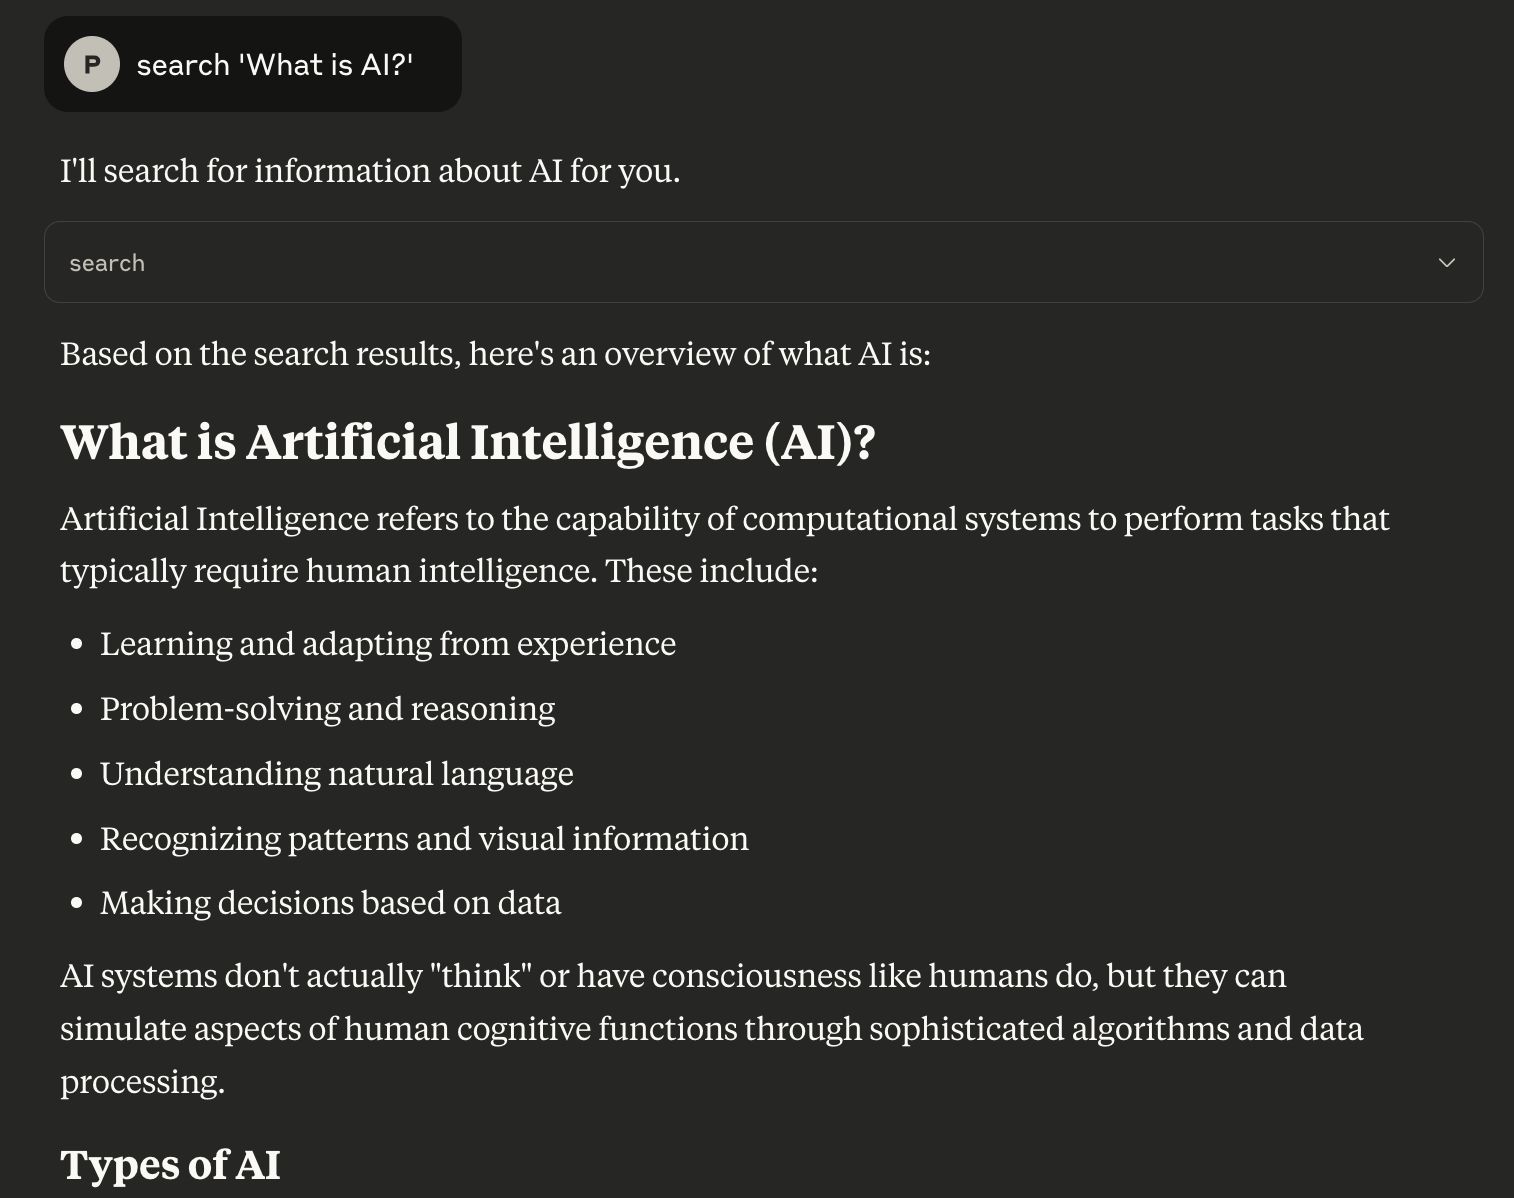 P
search 'What is AI?'
I'll search for information about AI for you.
search
Based on the search results, here's an overview of what AI is:
What is Artificial Intelligence (AI)?
Artificial Intelligence refers to the capability of computational systems to perform tasks that
typically require human intelligence. These include:
• Learning and adapting from experience
• Problem-solving and reasoning
• Understanding natural language
• Recognizing patterns and visual information
• Making decisions based on data
AI systems don't actually "think" or have consciousness like humans do, but they can
simulate aspects of human cognitive functions through sophisticated algorithms and data
processing.
Types of AI